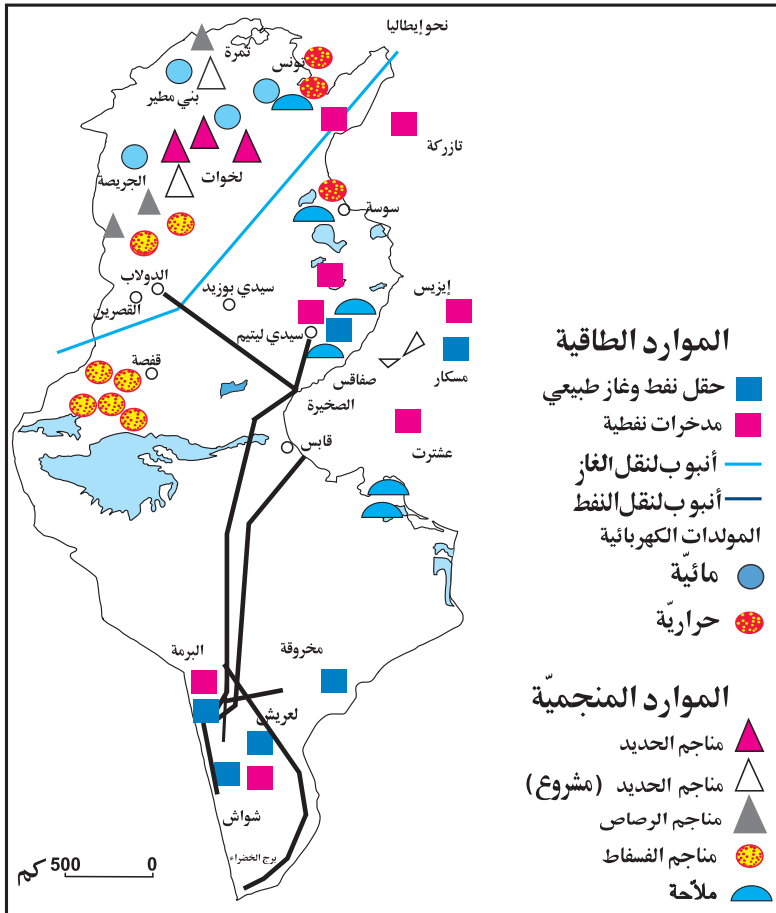 نحو إيطاليا
تمرة
تونس
بني مطير
تازركة
لخوات
الجريصة
سوسة
الدولاب
سيدي بوزيد
القصرين
إيزيس
سيدي ليتيم
مسكار
صفاقس
قفصة
الصخيرة
عشترت
قابس
البرمة
مخروقة
لعريش
شواش
برج الخضراء
0 500 كم
الموارد الطاقية
حقل نفط وغاز طبيعي
مدخرات نفطية
أنبوب لنقل الغاز
أنبوب لنقل النفط
المولدات الكهربائية
مائيّة
حراريّة
الموارد المنجميّة
مناجم الحديد
مناجم الحديد (مشروع)
مناجم الرصاص
مناجم الفسفاط
ملاّحة